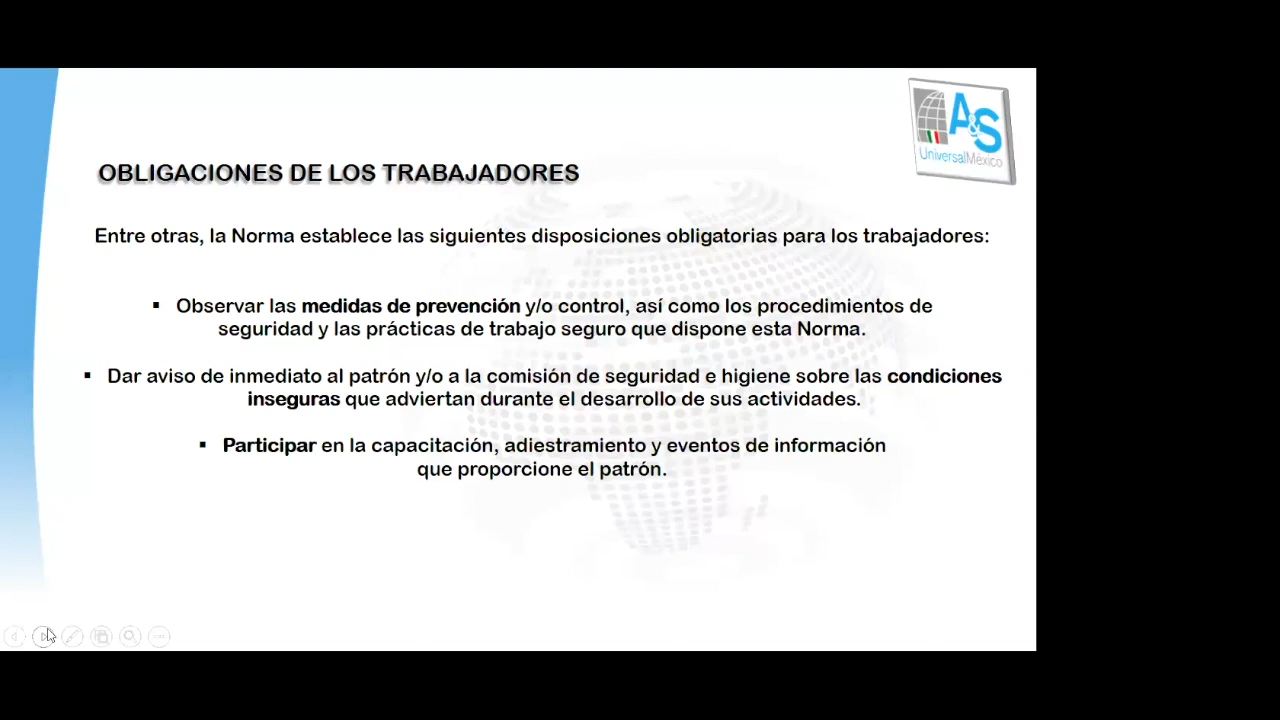 A&S
UniversalMéxico
OBLIGACIONES DE LOS TRABAJADORES
Entre otras, la Norma establece las siguientes disposiciones obligatorias para los trabajadores:
▪ Observar las medidas de prevención y/o control, así como los procedimientos de
seguridad y las prácticas de trabajo seguro que dispone esta Norma.
▪ Dar aviso de inmediato al patrón y/o a la comisión de seguridad e higiene sobre las condiciones
inseguras que adviertan durante el desarrollo de sus actividades.
▪ Participar en la capacitación, adiestramiento y eventos de información
que proporcione el patrón.